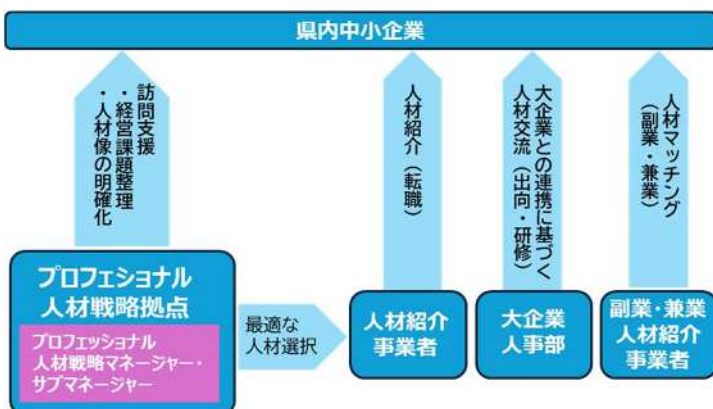 県内中小企業
訪問支援
・経営課題整理
・人材像の明確化
人材紹介（転職）
大企業との連携に基づく
人材交流（出向・研修）
人材マッチング
（副業・兼業）
プロフェショナル
人材戦略拠点
プロフェッショナル
人材戦略マネージャー・
サブマネージャー
最適な
人材選択
人材紹介
事業者
大企業
人事部
副業・兼業
人材紹介
事業者